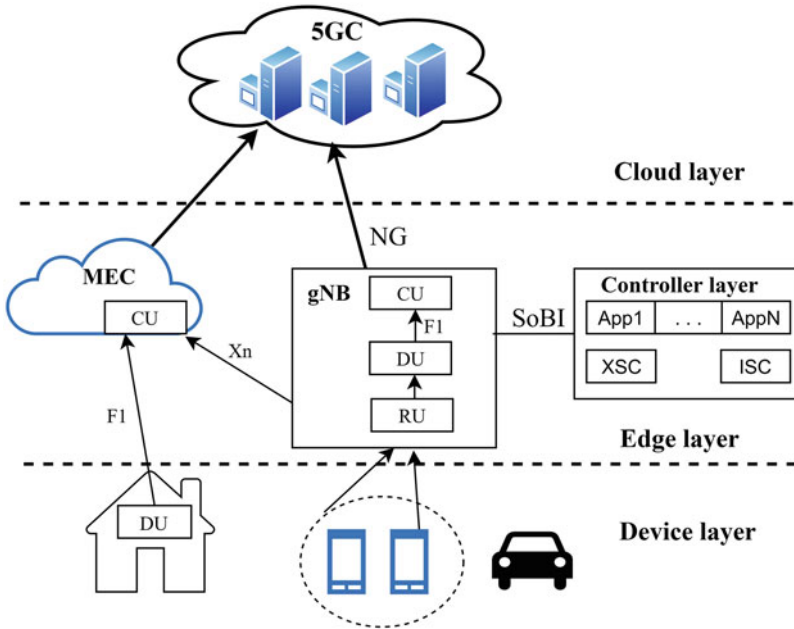 5GC
Cloud layer
NG
MEC
CU
gNB
CU
F1
DU
RU
Xn
SoBI
Controller layer
App1 . . . AppN
XSC ISC
F1
Edge layer
DU
Device layer